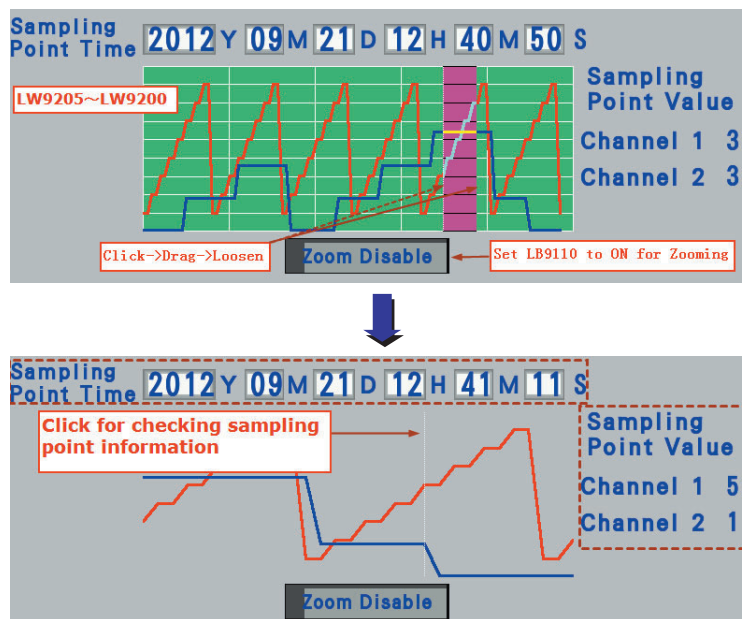 Sampling
Point Time 2012 Y 09 M 21 D 12 H 40 M 50 S
LW9205~LW9200
Sampling
Point Value
Channel 1 3
Channel 2 3
Click->Drag->Loosen
Zoom Disable
Set LB9110 to ON for Zooming
Sampling
Point Time 2012 Y 09 M 21 D 12 H 41 M 11 S
Click for checking sampling
point information
Sampling
Point Value
Channel 1 5
Channel 2 1
Zoom Disable